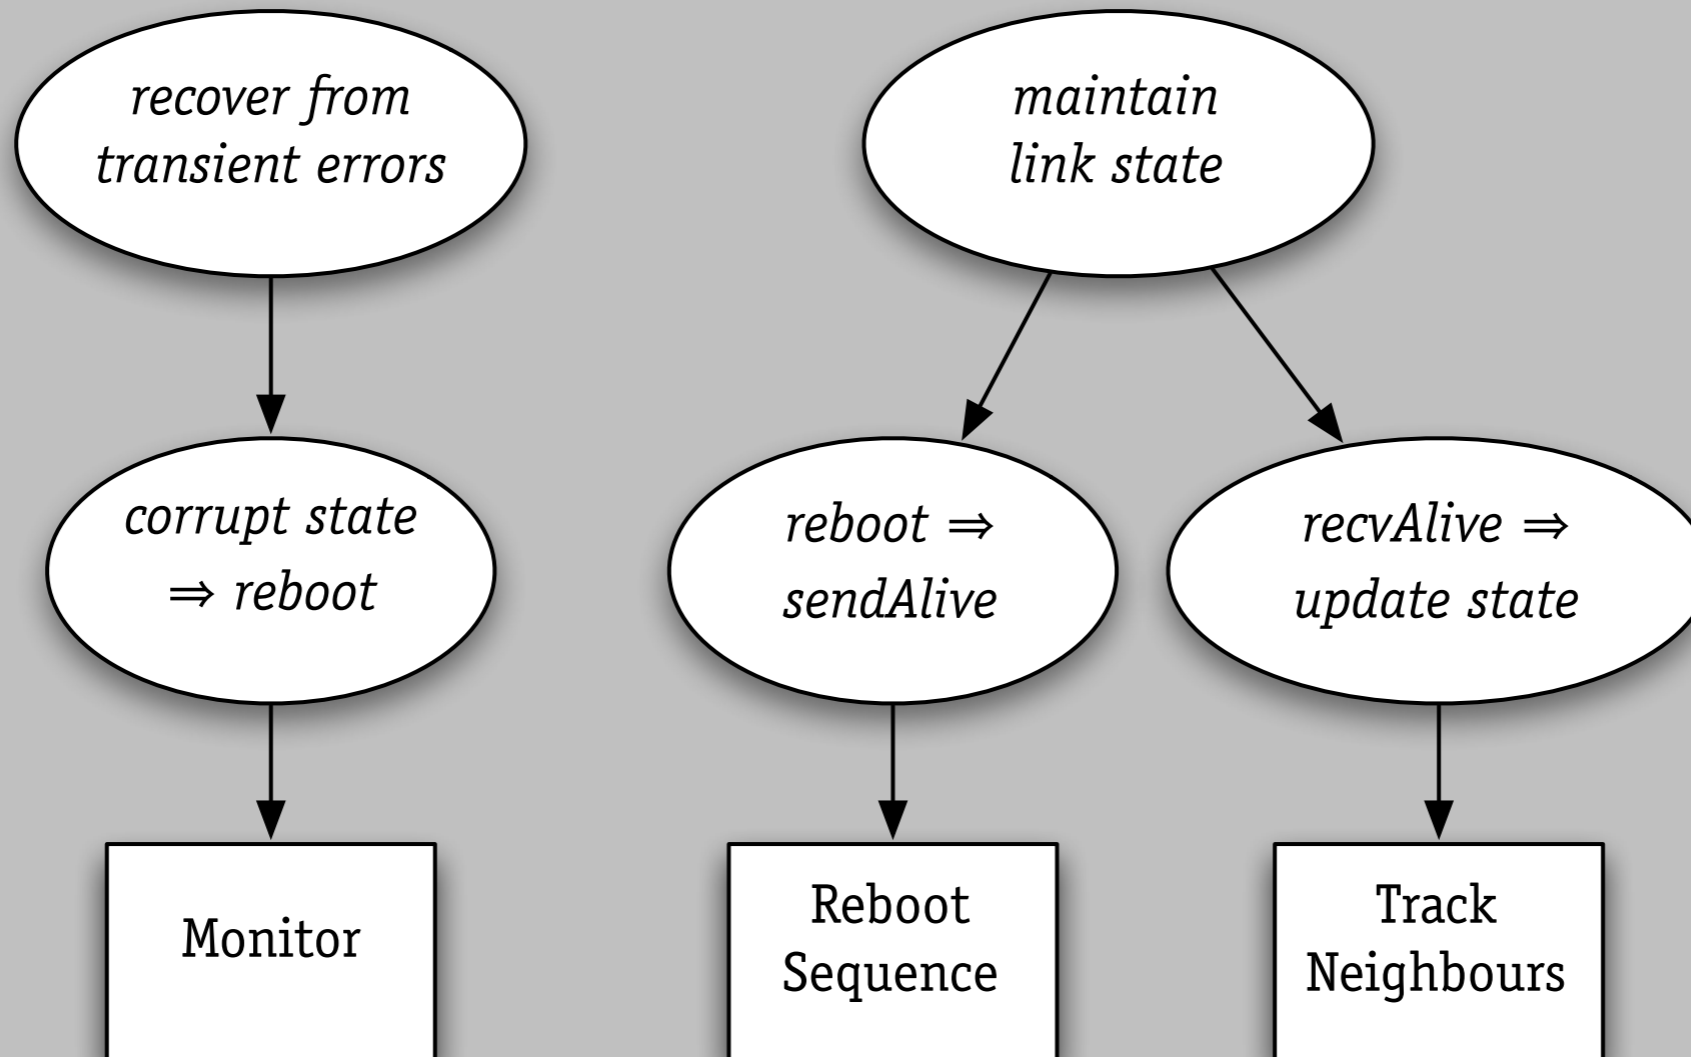 recover from
transient errors
maintain
link state
corrupt state
⇒ reboot
reboot ⇒
sendAlive
recvAlive ⇒
update state
Monitor
Reboot
Sequence
Track
Neighbours